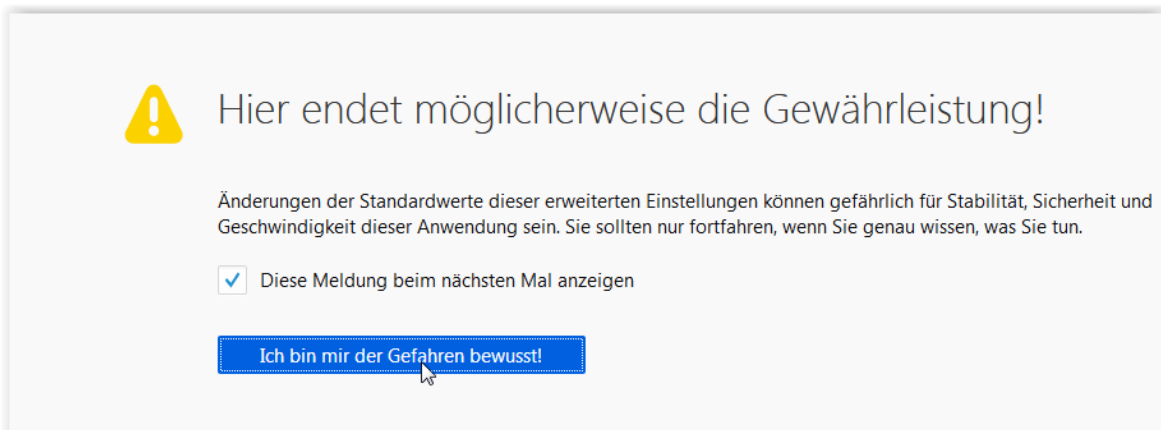 Hier endet möglicherweise die Gewährleistung!
Änderungen der Standardwerte dieser erweiterten Einstellungen können gefährlich für Stabilität, Sicherheit und
Geschwindigkeit dieser Anwendung sein. Sie sollten nur fortfahren, wenn Sie genau wissen, was Sie tun.
Diese Meldung beim nächsten Mal anzeigen
Ich bin mir der Gefahren bewusst!